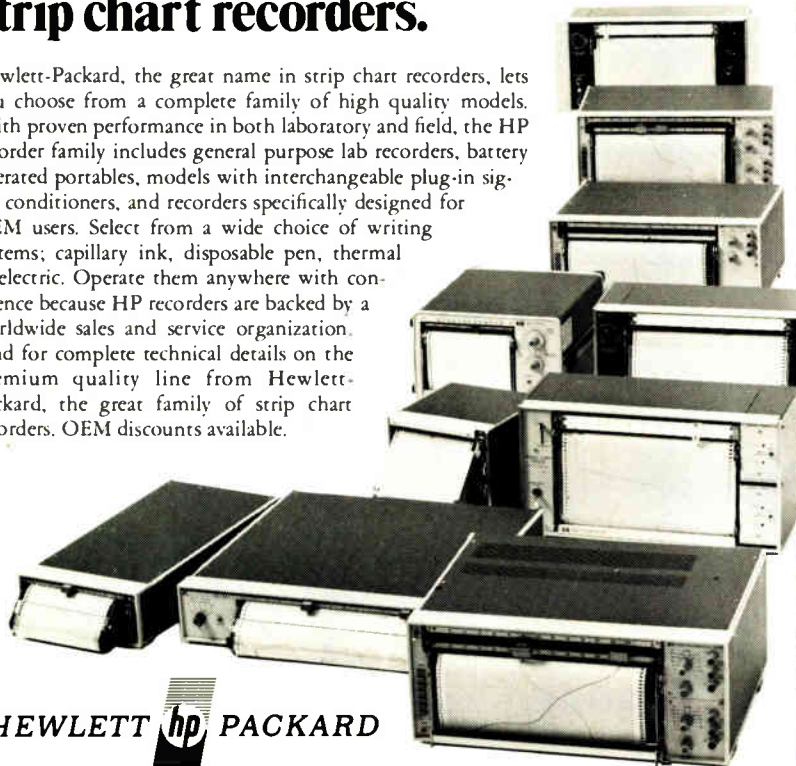 trip chart recorders.
wlett-Packard, the great name in strip chart recorders, lets
u choose from a complete family of high quality models.
ith proven performance in both laboratory and field, the HP
order family includes general purpose lab recorders, battery
erated portables, models with interchangeable plug-in sig-
l conditioners, and recorders specifically designed for
EM users. Select from a wide choice of writing
tems; capillary ink, disposable pen, thermal
electric. Operate them anywhere with con-
ence because HP recorders are backed by a
rldwide sales and service organization.
nd for complete technical details on the
emium quality line from Hewlett-
ckard, the great family of strip chart
orders. OEM discounts available.
HEWLETT hp PACKARD